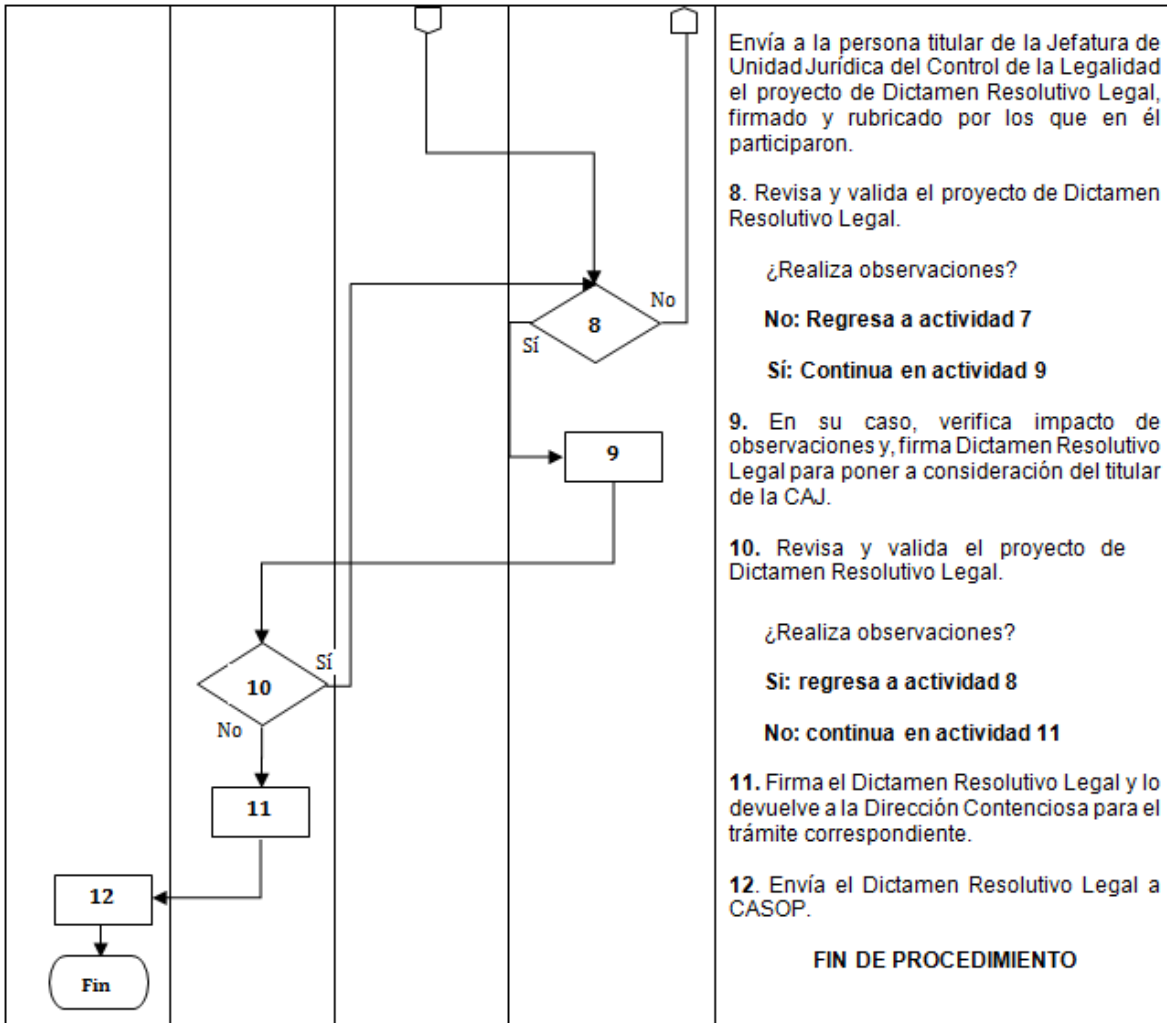 Envía a la persona titular de la Jefatura de
Unidad Jurídica del Control de la Legalidad
el proyecto de Dictamen Resolutivo Legal,
firmado y rubricado por los que en él
participaron.
8. Revisa y valida el proyecto de Dictamen
Resolutivo Legal.
¿Realiza observaciones?
No: Regresa a actividad 7
Sí: Continua en actividad 9
9. En su caso, verifica impacto de
observaciones y, firma Dictamen Resolutivo
Legal para poner a consideración del titular
de la CAJ.
10. Revisa y valida el proyecto de
Dictamen Resolutivo Legal.
¿Realiza observaciones?
Si: regresa a actividad 8
No: continua en actividad 11
11. Firma el Dictamen Resolutivo Legal y lo
devuelve a la Dirección Contenciosa para el
trámite correspondiente.
12. Envía el Dictamen Resolutivo Legal a
CASOP.
FIN DE PROCEDIMIENTO
No
8
Sí
9
Sí
10
No
11
12
Fin